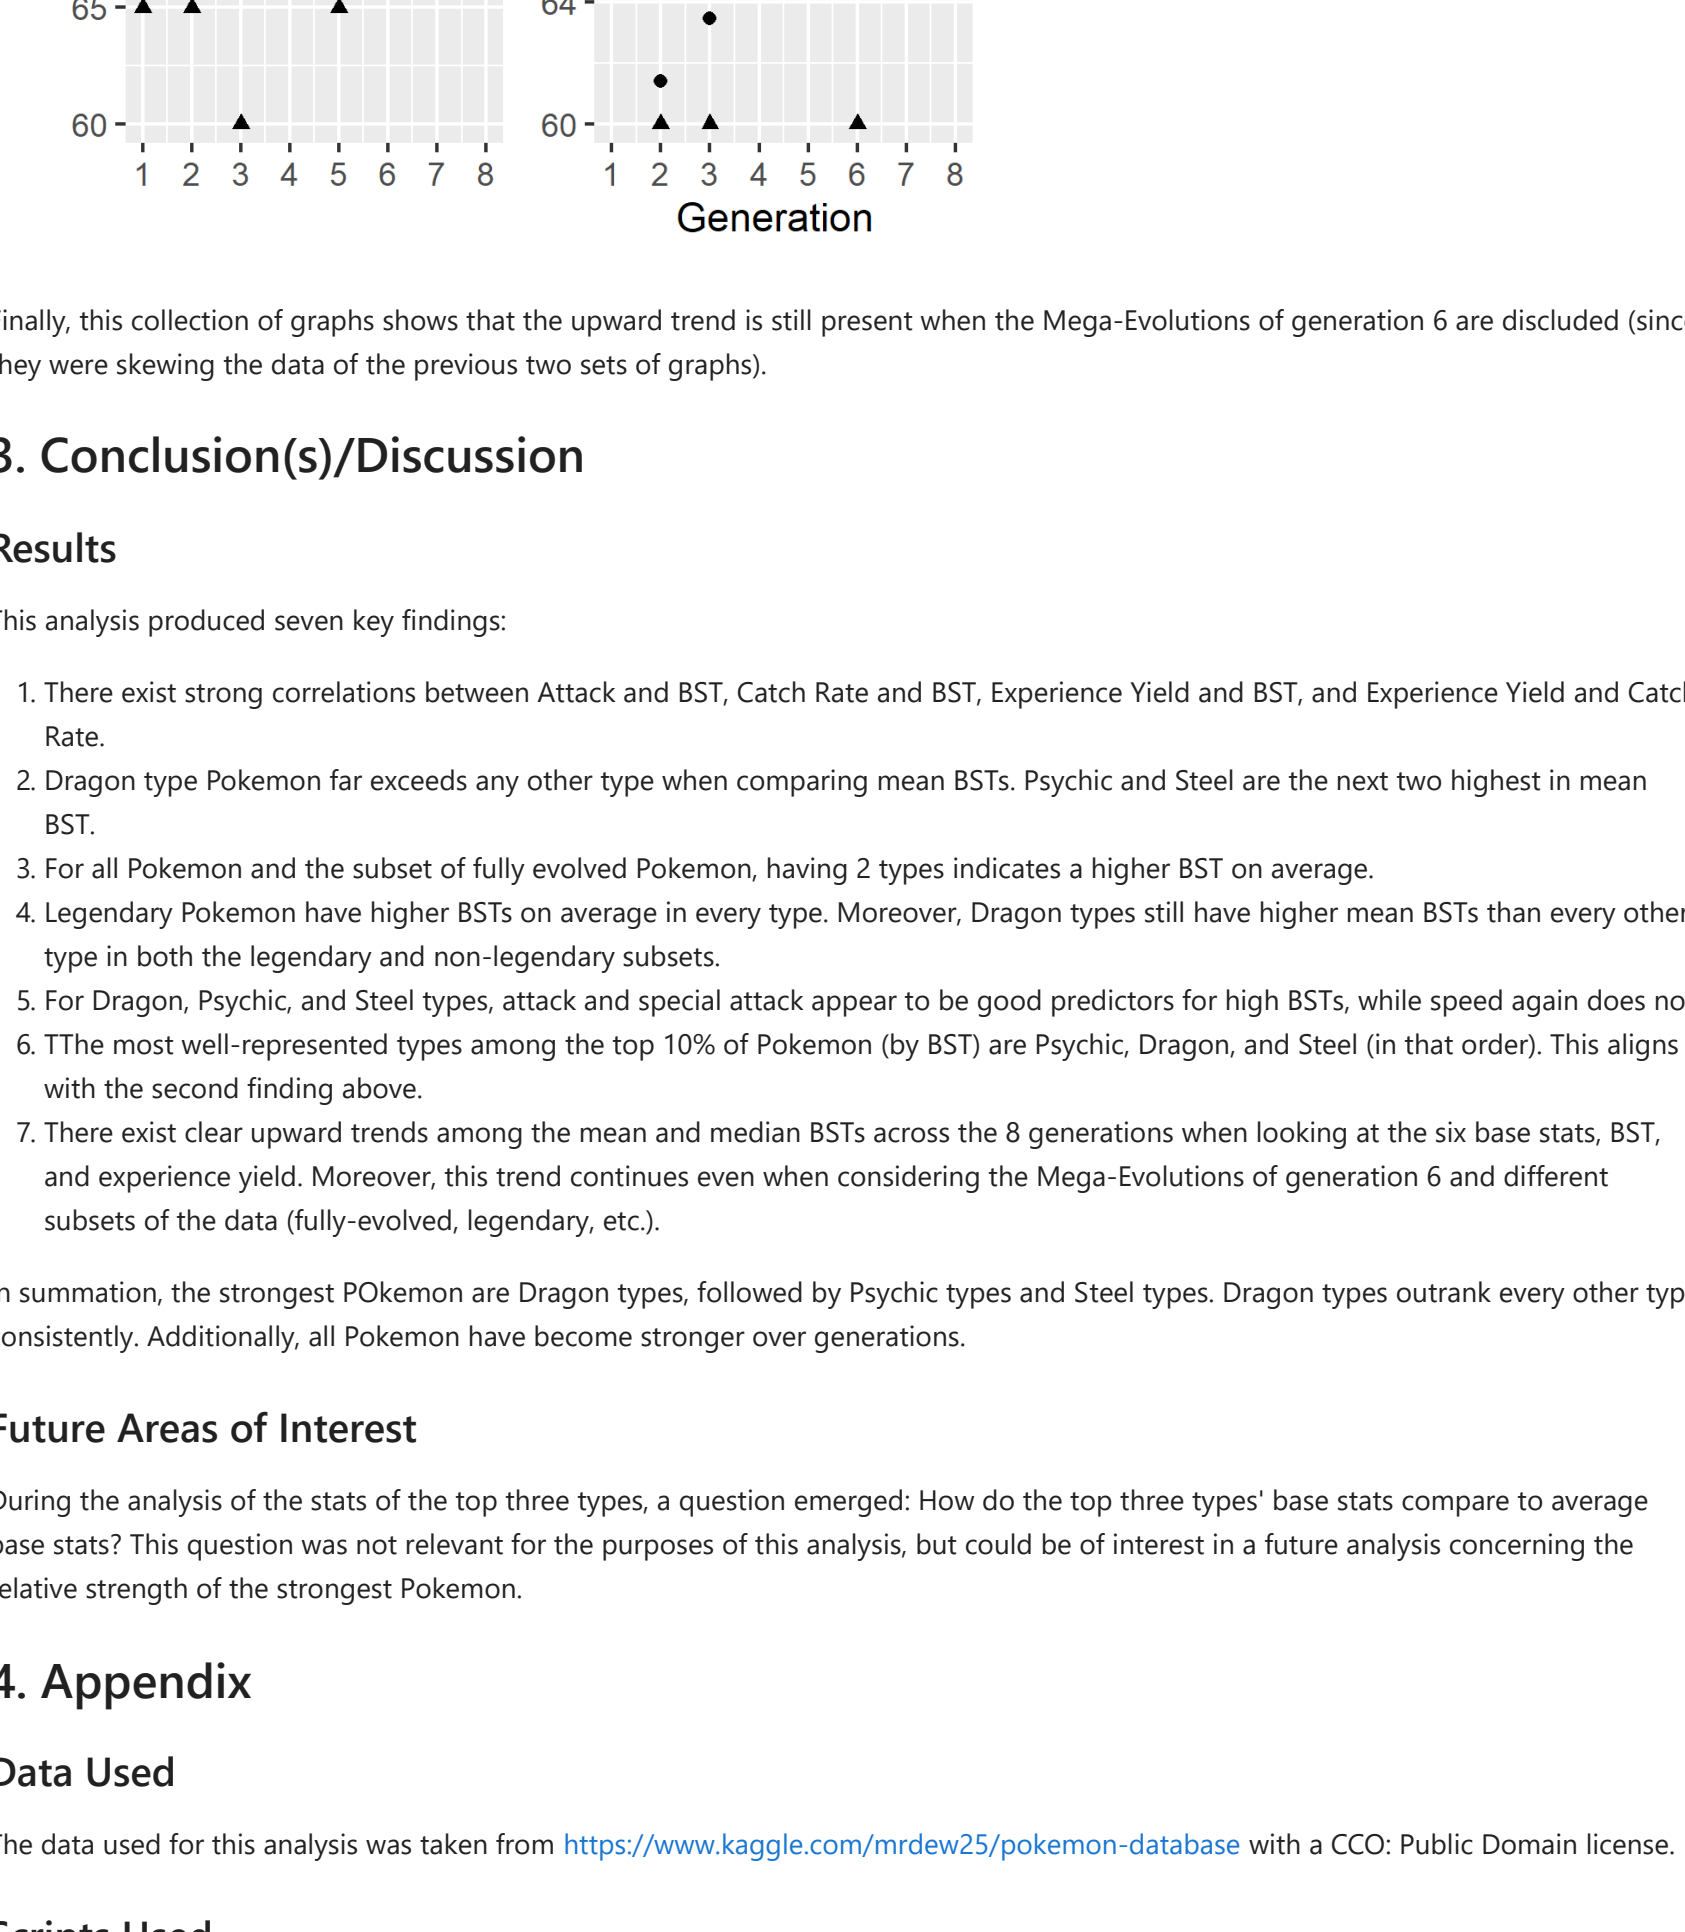 65
64
60
60
1 2 3 4 5 6 7 8
1 2 3 4 5 6 7 8
Generation
inally, this collection of graphs shows that the upward trend is still present when the Mega-Evolutions of generation 6 are discluded (sinc
hey were skewing the data of the previous two sets of graphs).
3. Conclusion(s)/Discussion
Results
This analysis produced seven key findings:
1. There exist strong correlations between Attack and BST, Catch Rate and BST, Experience Yield and BST, and Experience Yield and Catch
Rate.
2. Dragon type Pokemon far exceeds any other type when comparing mean BSTs. Psychic and Steel are the next two highest in mean
BST.
3. For all Pokemon and the subset of fully evolved Pokemon, having 2 types indicates a higher BST on average.
4. Legendary Pokemon have higher BSTs on average in every type. Moreover, Dragon types still have higher mean BSTs than every other
type in both the legendary and non-legendary subsets.
5. For Dragon, Psychic, and Steel types, attack and special attack appear to be good predictors for high BSTs, while speed again does no
6. TThe most well-represented types among the top 10% of Pokemon (by BST) are Psychic, Dragon, and Steel (in that order). This aligns
with the second finding above.
7. There exist clear upward trends among the mean and median BSTs across the 8 generations when looking at the six base stats, BST,
and experience yield. Moreover, this trend continues even when considering the Mega-Evolutions of generation 6 and different
subsets of the data (fully-evolved, legendary, etc.).
n summation, the strongest POkemon are Dragon types, followed by Psychic types and Steel types. Dragon types outrank every other typ
onsistently. Additionally, all Pokemon have become stronger over generations.
Future Areas of Interest
During the analysis of the stats of the top three types, a question emerged: How do the top three types' base stats compare to average
base stats? This question was not relevant for the purposes of this analysis, but could be of interest in a future analysis concerning the
relative strength of the strongest Pokemon.
4. Appendix
Data Used
The data used for this analysis was taken from https://www.kaggle.com/mrdew25/pokemon-database with a CCO: Public Domain license.
Scripts Used